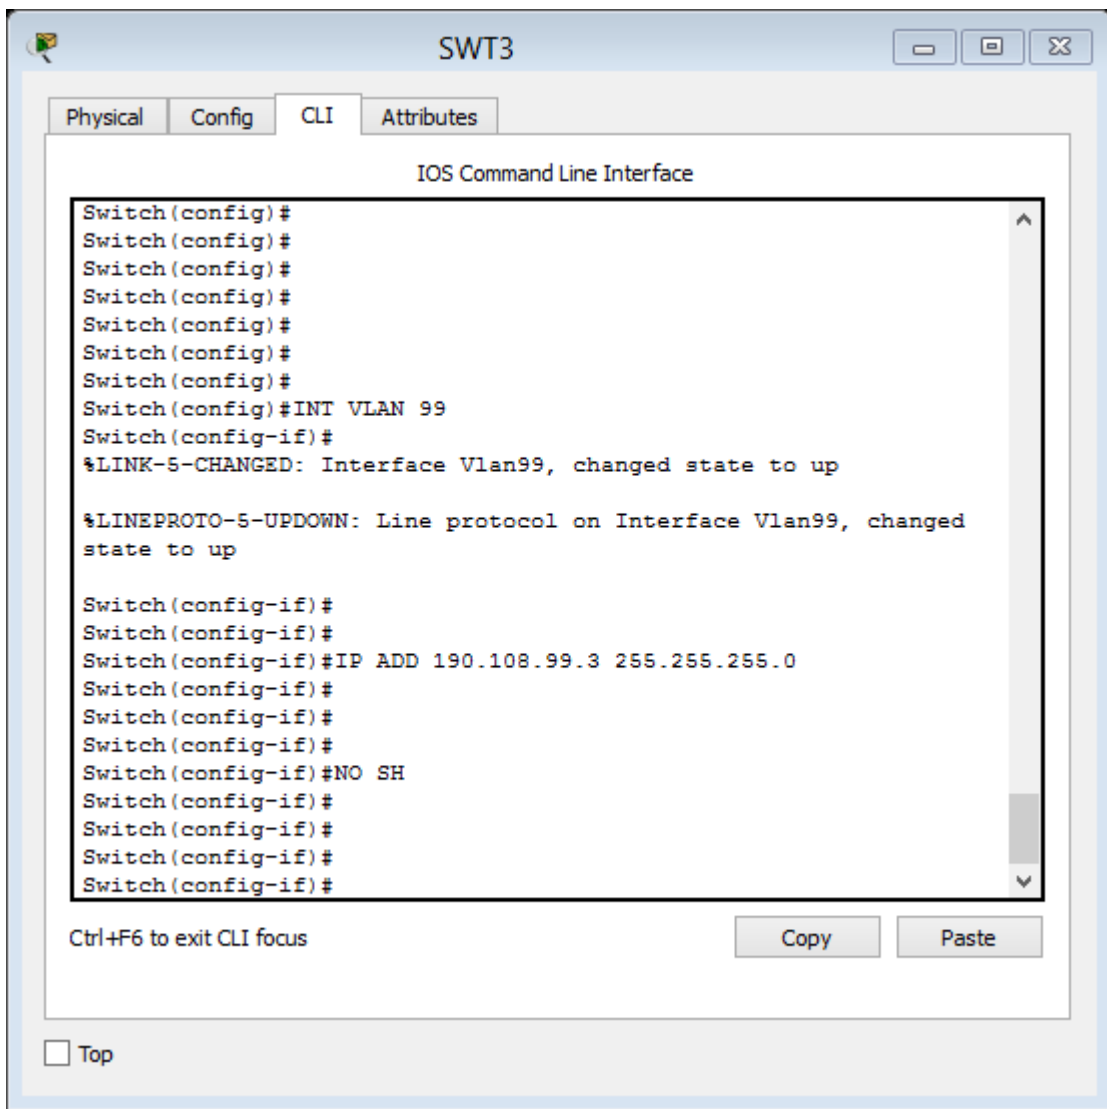 SWT3
Physical Config CLI Attributes
IOS Command Line Interface
Switch(config)#
Switch(config)#
Switch(config)#
Switch(config)#
Switch(config)#
Switch(config)#
Switch(config)#
Switch(config)#INT VLAN 99
Switch(config-if)#
%LINK-5-CHANGED: Interface Vlan99, changed state to up
%LINEPROTO-5-UPDOWN: Line protocol on Interface Vlan99, changed
state to up
Switch(config-if)#
Switch(config-if)#
Switch(config-if)#IP ADD 190.108.99.3 255.255.255.0
Switch(config-if)#
Switch(config-if)#
Switch(config-if)#
Switch(config-if)#NO SH
Switch(config-if)#
Switch(config-if)#
Switch(config-if)#
Switch(config-if)#
Ctrl+F6 to exit CLI focus Copy Paste
Top